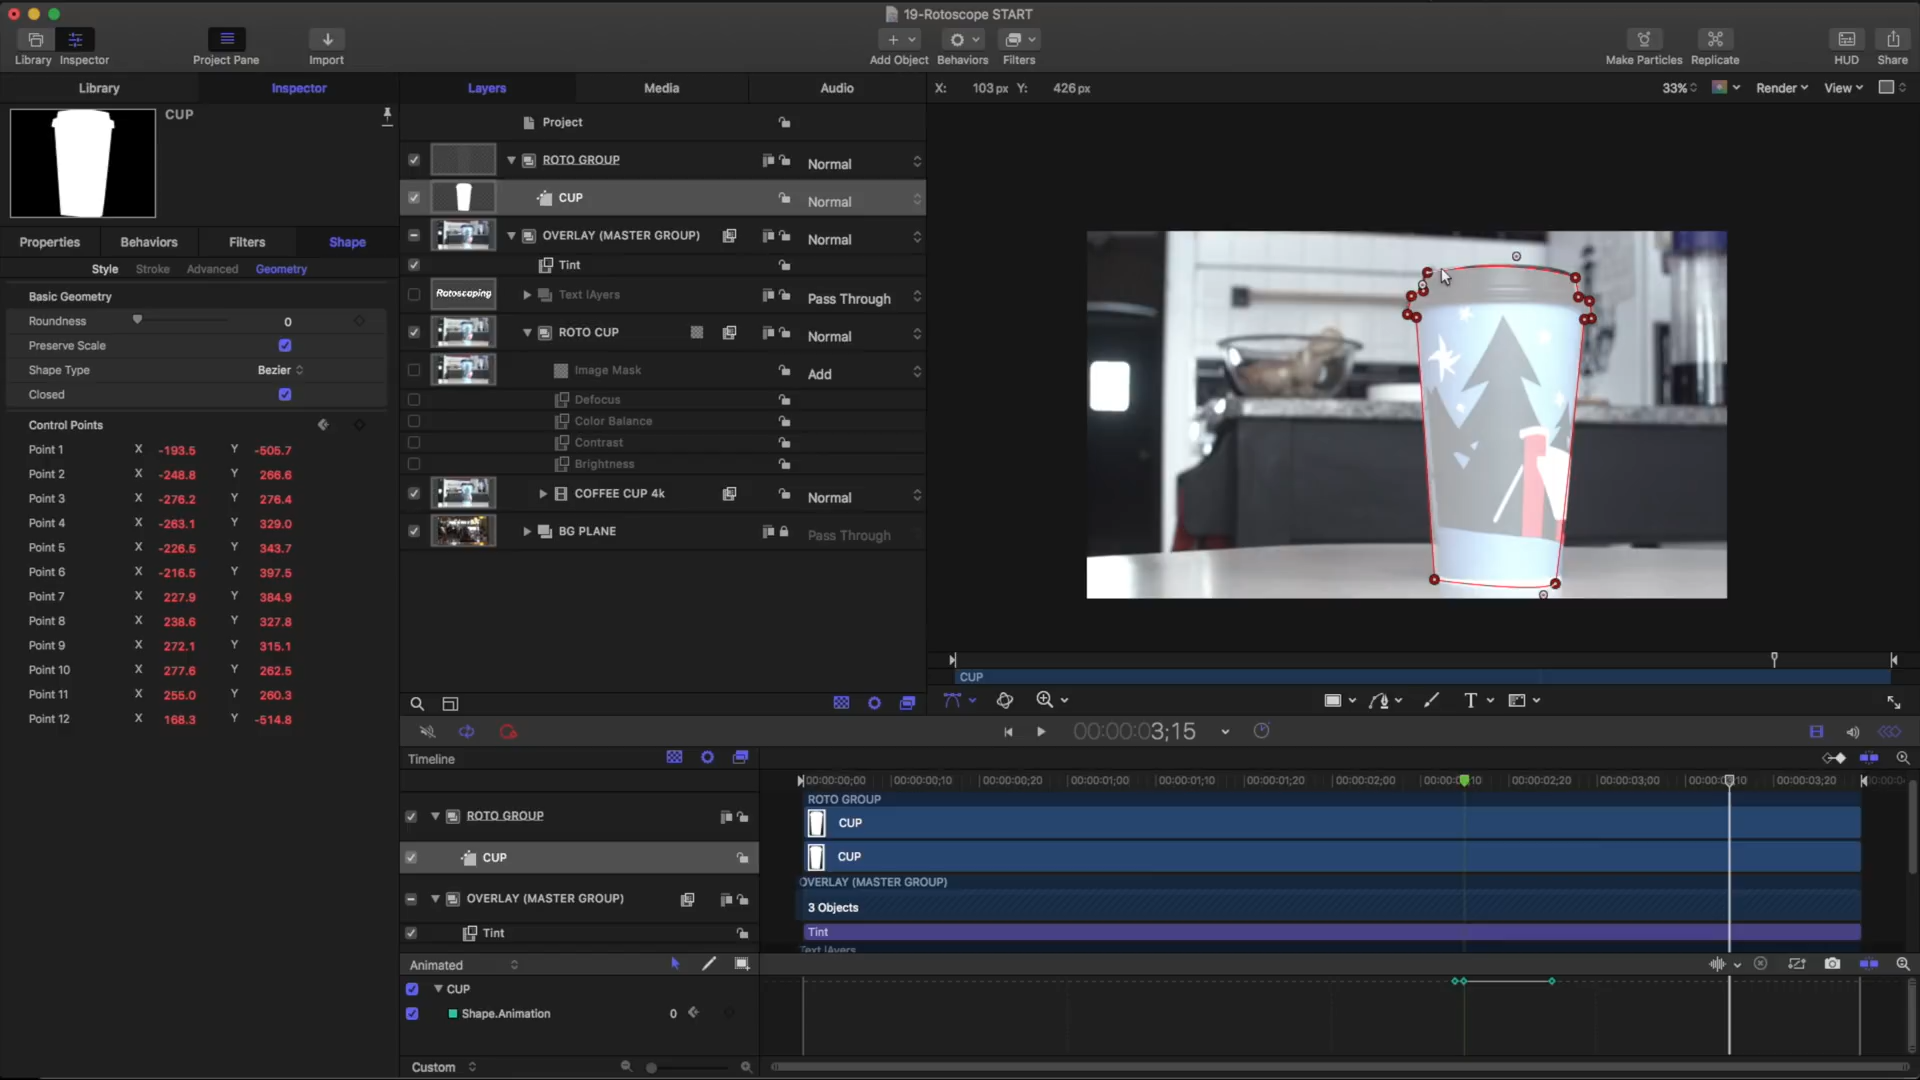 19-Rotoscope START
Library
Inspector
Project Pane
Import
Add Object
Behaviors
Filters
Make Particles
Replicate
HUD
Share
Library
Inspector
Layers
Media
Audio
X: 103 px Y: 426 px
33%
Render
View
CUP
Project
ROTO GROUP
Normal
CUP
Normal
OVERLAY (MASTER GROUP)
Normal
Tint
Rotoscaping
Text lAyers
Pass Through
ROTO CUP
Normal
Image Mask
Add
Defocus
Color Balance
Contrast
Brightness
COFFEE CUP 4k
Normal
BG PLANE
Pass Through
Properties
Behaviors
Filters
Shape
Style
Stroke
Advanced
Geometry
Basic Geometry
Roundness 0
Preserve Scale
Shape Type Bezier
Closed
Control Points
Point 1 X -193.5 Y -505.7
Point 2 X -248.8 Y 266.6
Point 3 X -276.2 Y 276.4
Point 4 X -263.1 Y 329.0
Point 5 X -226.5 Y 343.7
Point 6 X -216.5 Y 397.5
Point 7 X 227.9 Y 384.9
Point 8 X 238.6 Y 327.8
Point 9 X 272.1 Y 315.1
Point 10 X 277.6 Y 262.5
Point 11 X 255.0 Y 260.3
Point 12 X 168.3 Y -514.8
CUP
T
00:00:00:03;15
Timeline
00:00:00;00
00:00:00;10
00:00:00;20
00:00:01;00
00:00:01;10
00:00:01;20
00:00:02;00
00:00:02;20
00:00:03;00
00:00:03;20
ROTO GROUP
ROTO GROUP
CUP
CUP
CUP
OVERLAY (MASTER GROUP)
OVERLAY (MASTER GROUP)
3 Objects
Tint
Tint
Text lAyers
Animated
CUP
Shape.Animation 0
Custom